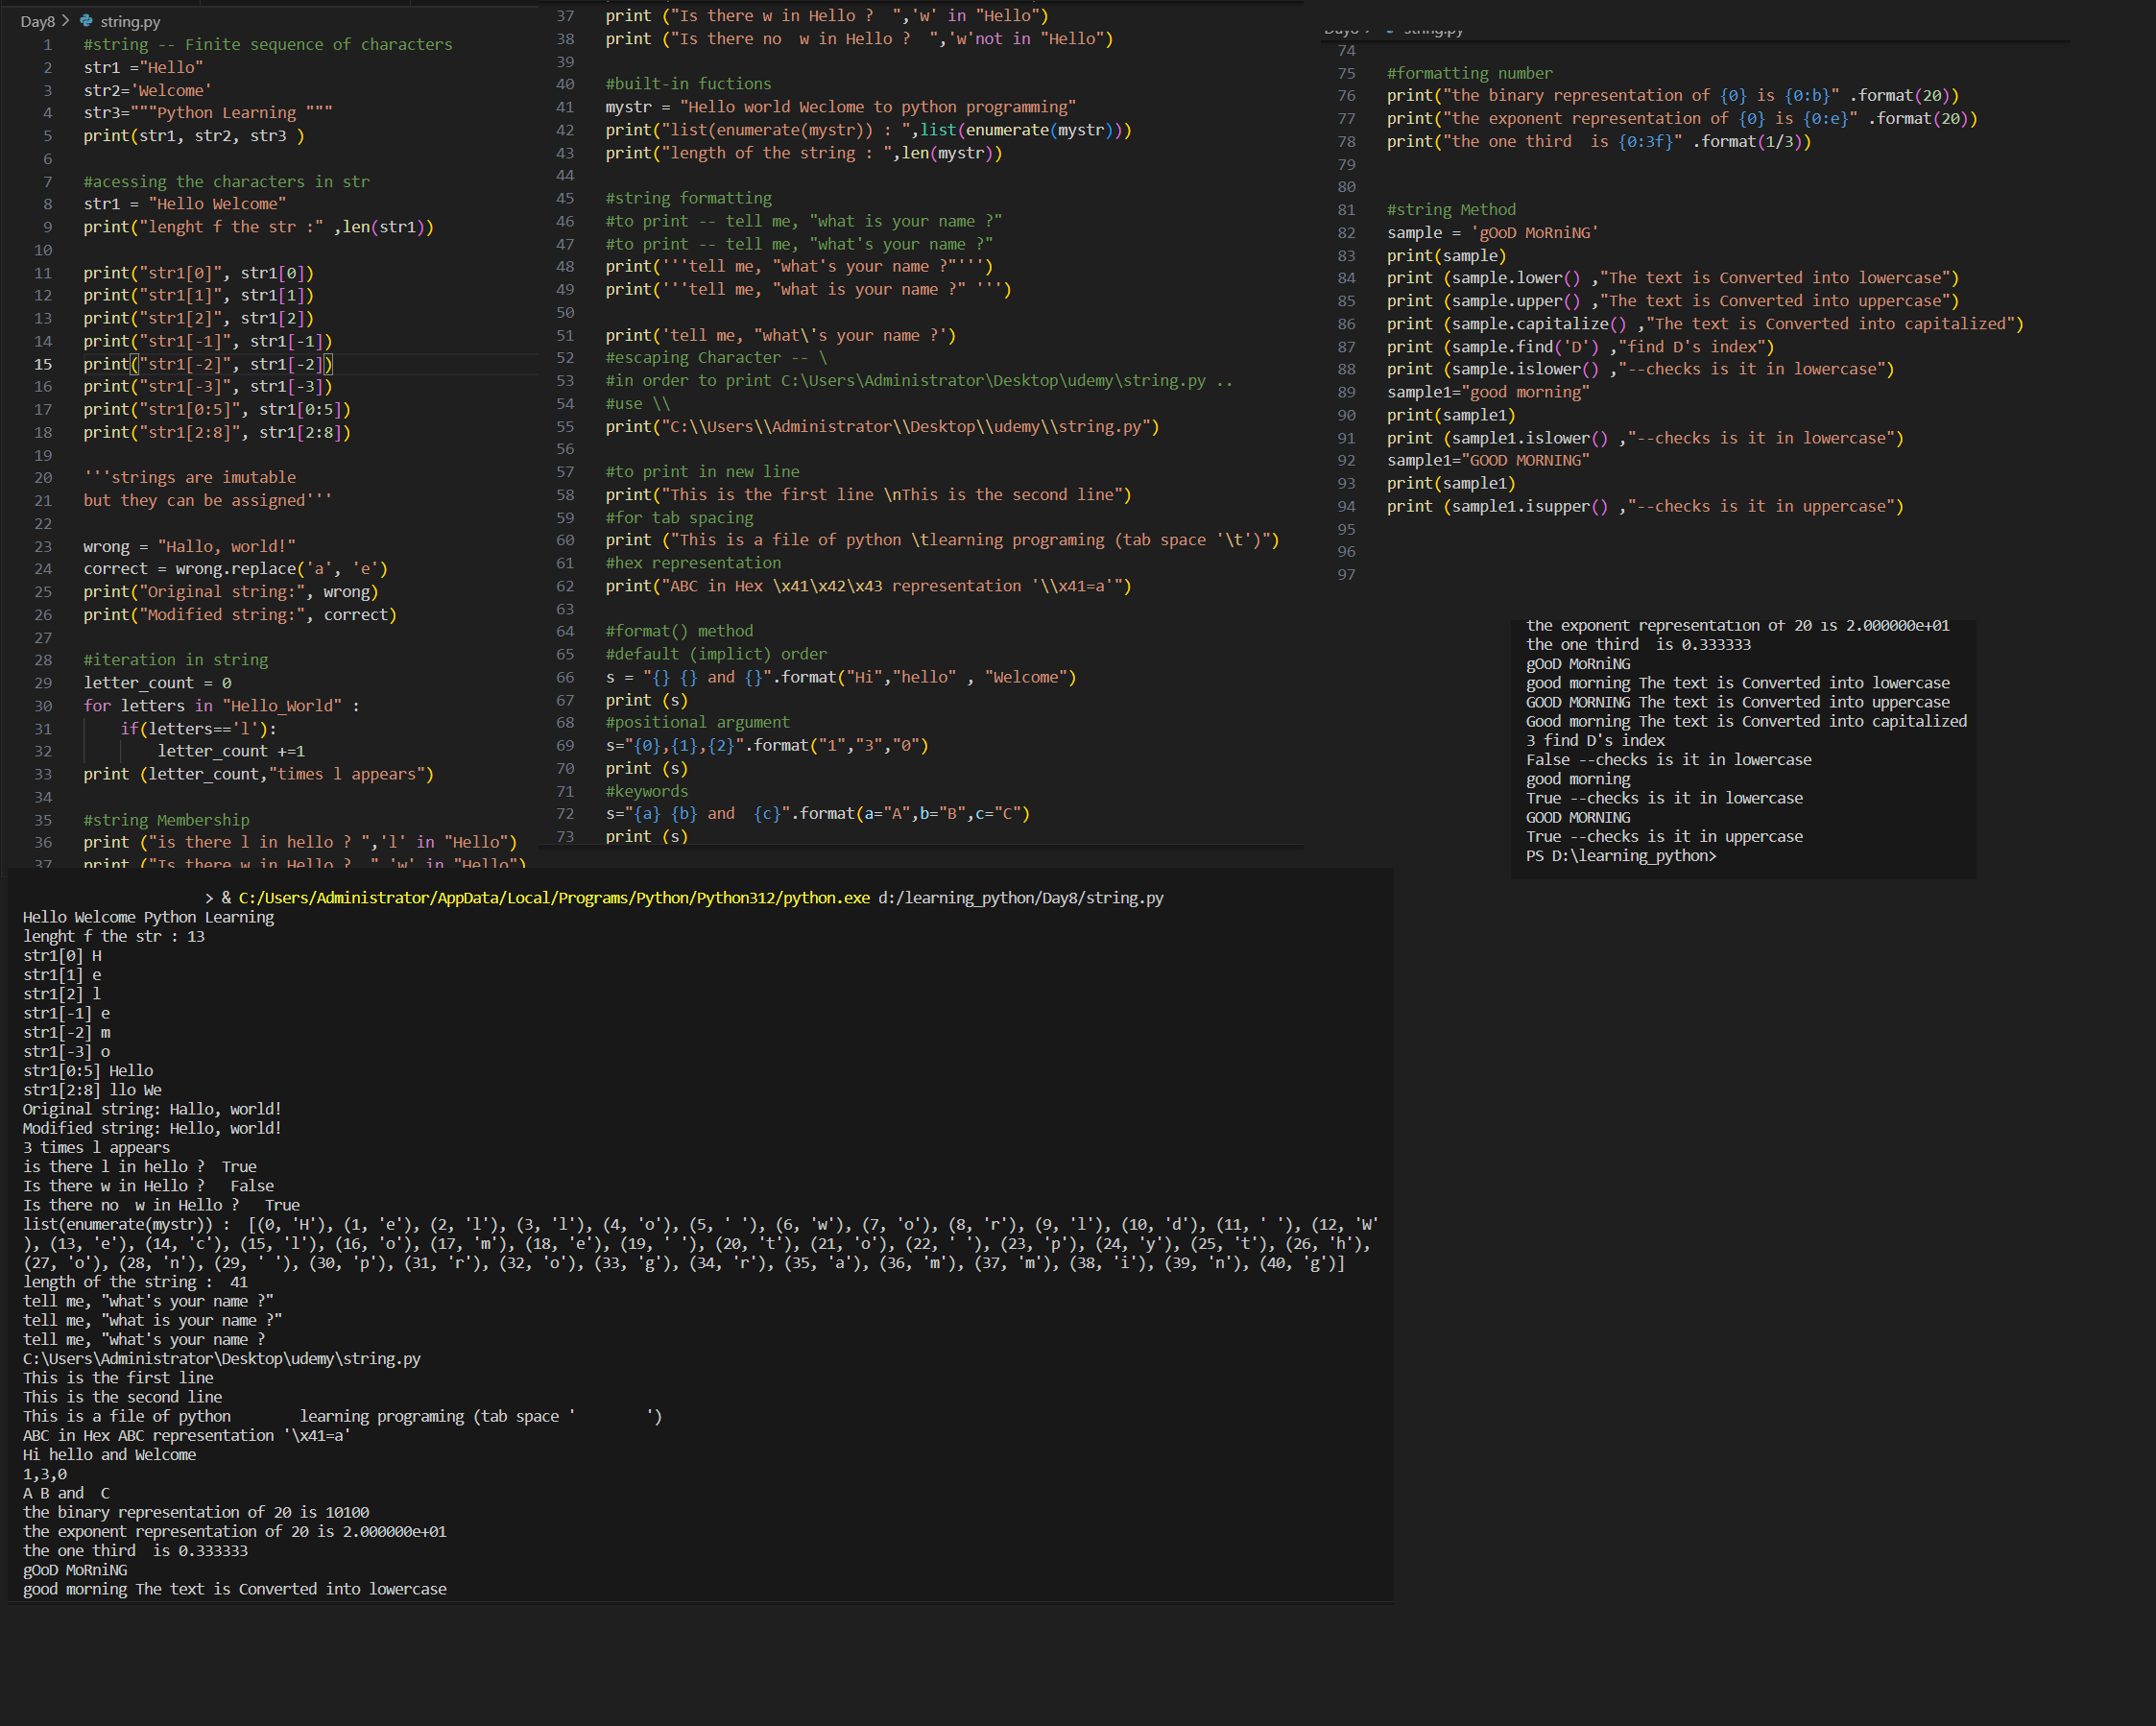 Day8 > string.py
1 #string -- Finite sequence of characters
2 str1 ="Hello"
3 str2='Welcome'
4 str3="""Python Learning """
5 print(str1, str2, str3 )
6
7 #acessing the characters in str
8 str1 = "Hello Welcome"
9 print("lenght f the str :" ,len(str1))
10
11 print("str1[0]", str1[0])
12 print("str1[1]", str1[1])
13 print("str1[2]", str1[2])
14 print("str1[-1]", str1[-1])
15 print("str1[-2]", str1[-2])
16 print("str1[-3]", str1[-3])
17 print("str1[0:5]", str1[0:5])
18 print("str1[2:8]", str1[2:8])
19
20 '''strings are imutable
21 but they can be assigned'''
22
23 wrong = "Hallo, world!"
24 correct = wrong.replace('a', 'e')
25 print("Original string:", wrong)
26 print("Modified string:", correct)
27
28 #iteration in string
29 letter_count = 0
30 for letters in "Hello_World" :
31 if(letters=='l'):
32 letter_count +=1
33 print (letter_count,"times l appears")
34
35 #string Membership
36 print ("is there l in hello ? ",'l' in "Hello")
37 print ("Is there w in Hello ?  ",'w' in "Hello")
37 print ("Is there w in Hello ?  ",'w' in "Hello")
38 print ("Is there no  w in Hello ?  ",'w'not in "Hello")
39
40 #built-in fuctions
41 mystr = "Hello world Weclome to python programming"
42 print("list(enumerate(mystr)) : ",list(enumerate(mystr)))
43 print("length of the string : ",len(mystr))
44
45 #string formatting
46 #to print -- tell me, "what is your name ?"
47 #to print -- tell me, "what's your name ?"
48 print('''tell me, "what's your name ?"''')
49 print('''tell me, "what is your name ?" ''')
50
51 print('tell me, "what\'s your name ?')
52 #escaping Character -- \
53 #in order to print C:\Users\Administrator\Desktop\udemy\string.py ..
54 #use \\
55 print("C:\\Users\\Administrator\\Desktop\\udemy\\string.py")
56
57 #to print in new line
58 print("This is the first line \nThis is the second line")
59 #for tab spacing
60 print ("This is a file of python \tlearning programing (tab space '\t')")
61 #hex representation
62 print("ABC in Hex \x41\x42\x43 representation '\\x41=a'")
63
64 #format() method
65 #default (implict) order
66 s = "{} {} and {}".format("Hi","hello" , "Welcome")
67 print (s)
68 #positional argument
69 s="{0},{1},{2}".format("1","3","0")
70 print (s)
71 #keywords
72 s="{a} {b} and  {c}".format(a="A",b="B",c="C")
73 print (s)
Day8 > string.py
74
75 #formatting number
76 print("the binary representation of {0} is {0:b}" .format(20))
77 print("the exponent representation of {0} is {0:e}" .format(20))
78 print("the one third  is {0:3f}" .format(1/3))
79
80
81 #string Method
82 sample = 'gOoD MoRniNG'
83 print(sample)
84 print (sample.lower() ,"The text is Converted into lowercase")
85 print (sample.upper() ,"The text is Converted into uppercase")
86 print (sample.capitalize() ,"The text is Converted into capitalized")
87 print (sample.find('D') ,"find D's index")
88 print (sample.islower() ,"--checks is it in lowercase")
89 sample1="good morning"
90 print(sample1)
91 print (sample1.islower() ,"--checks is it in lowercase")
92 sample1="GOOD MORNING"
93 print(sample1)
94 print (sample1.isupper() ,"--checks is it in uppercase")
95
96
97
the exponent representation of 20 is 2.000000e+01
the one third  is 0.333333
gOoD MoRniNG
good morning The text is Converted into lowercase
GOOD MORNING The text is Converted into uppercase
Good morning The text is Converted into capitalized
3 find D's index
False --checks is it in lowercase
good morning
True --checks is it in lowercase
GOOD MORNING
True --checks is it in uppercase
PS D:\learning_python>
> & C:/Users/Administrator/AppData/Local/Programs/Python/Python312/python.exe d:/learning_python/Day8/string.py
Hello Welcome Python Learning
lenght f the str : 13
str1[0] H
str1[1] e
str1[2] l
str1[-1] e
str1[-2] m
str1[-3] o
str1[0:5] Hello
str1[2:8] llo We
Original string: Hallo, world!
Modified string: Hello, world!
3 times l appears
is there l in hello ?  True
Is there w in Hello ?   False
Is there no  w in Hello ?   True
list(enumerate(mystr)) :  [(0, 'H'), (1, 'e'), (2, 'l'), (3, 'l'), (4, 'o'), (5, ' '), (6, 'w'), (7, 'o'), (8, 'r'), (9, 'l'), (10, 'd'), (11, ' '), (12, 'W'
), (13, 'e'), (14, 'c'), (15, 'l'), (16, 'o'), (17, 'm'), (18, 'e'), (19, ' '), (20, 't'), (21, 'o'), (22, ' '), (23, 'p'), (24, 'y'), (25, 't'), (26, 'h'),
(27, 'o'), (28, 'n'), (29, ' '), (30, 'p'), (31, 'r'), (32, 'o'), (33, 'g'), (34, 'r'), (35, 'a'), (36, 'm'), (37, 'm'), (38, 'i'), (39, 'n'), (40, 'g')]
length of the string :  41
tell me, "what's your name ?"
tell me, "what is your name ?"
tell me, "what's your name ?
C:\Users\Administrator\Desktop\udemy\string.py
This is the first line
This is the second line
This is a file of python        learning programing (tab space '        ')
ABC in Hex ABC representation '\x41=a'
Hi hello and Welcome
1,3,0
A B and  C
the binary representation of 20 is 10100
the exponent representation of 20 is 2.000000e+01
the one third  is 0.333333
gOoD MoRniNG
good morning The text is Converted into lowercase